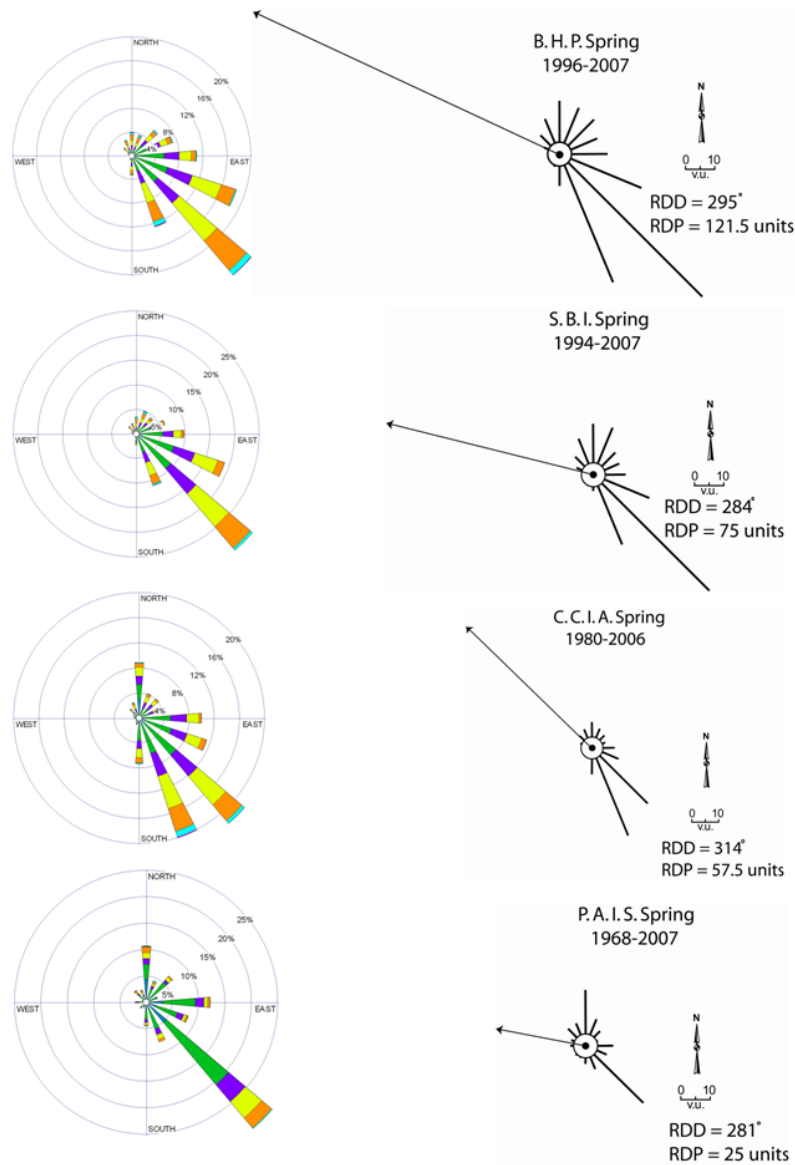 NORTH
20%
16%
12%
8%
4%
WEST
EAST
SOUTH
B. H. P. Spring
1996-2007
N
0 10
v.u.
RDD = 295°
RDP = 121.5 units
NORTH
25%
20%
15%
10%
5%
WEST
EAST
SOUTH
S. B. I. Spring
1994-2007
N
0 10
v.u.
RDD = 284°
RDP = 75 units
NORTH
20%
16%
12%
8%
4%
WEST
EAST
SOUTH
C. C. I. A. Spring
1980-2006
N
0 10
v.u.
RDD = 314°
RDP = 57.5 units
NORTH
25%
20%
15%
10%
5%
WEST
EAST
SOUTH
P. A. I. S. Spring
1968-2007
N
0 10
v.u.
RDD = 281°
RDP = 25 units